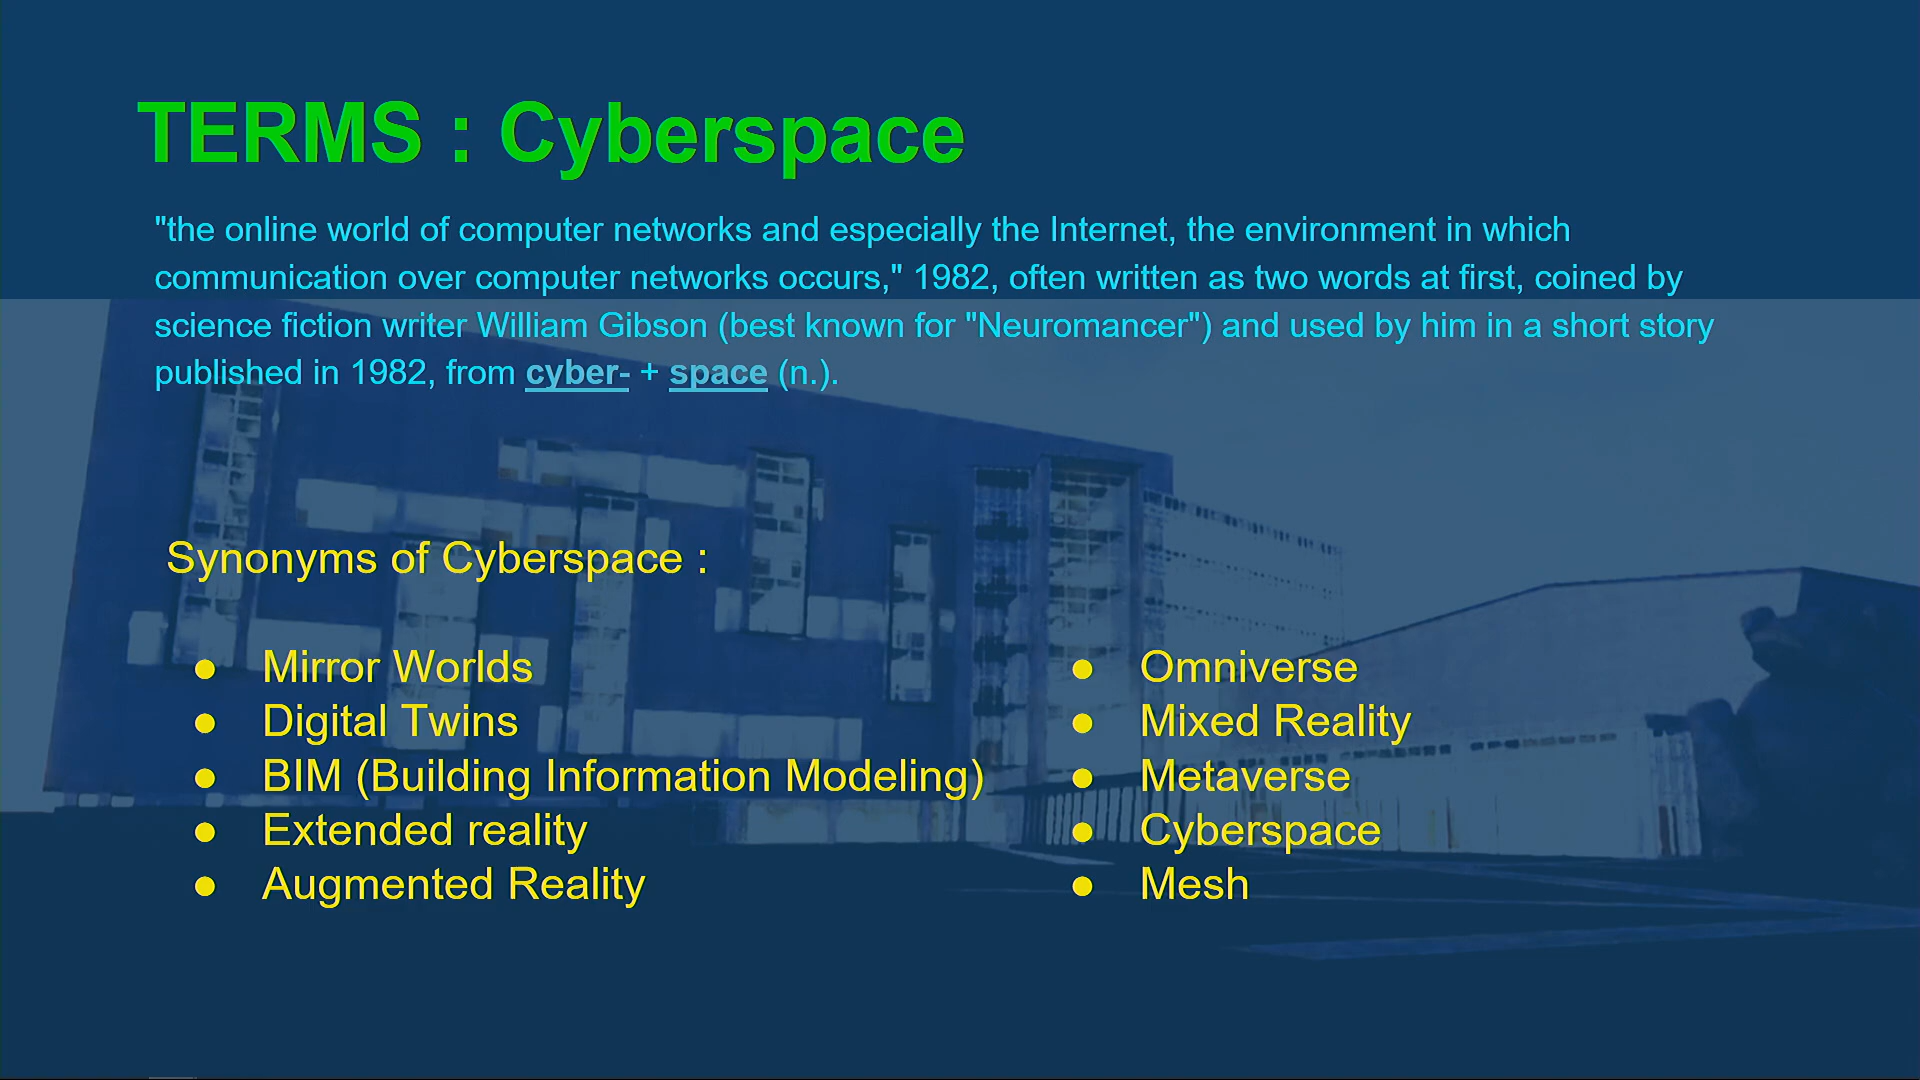 TERMS : Cyberspace
"the online world of computer networks and especially the Internet, the environment in which
communication over computer networks occurs," 1982, often written as two words at first, coined by
science fiction writer William Gibson (best known for "Neuromancer") and used by him in a short story
published in 1982, from cyber- + space (n.).
Synonyms of Cyberspace :
● Mirror Worlds
● Digital Twins
● BIM (Building Information Modeling)
● Extended reality
● Augmented Reality
● Omniverse
● Mixed Reality
● Metaverse
● Cyberspace
● Mesh